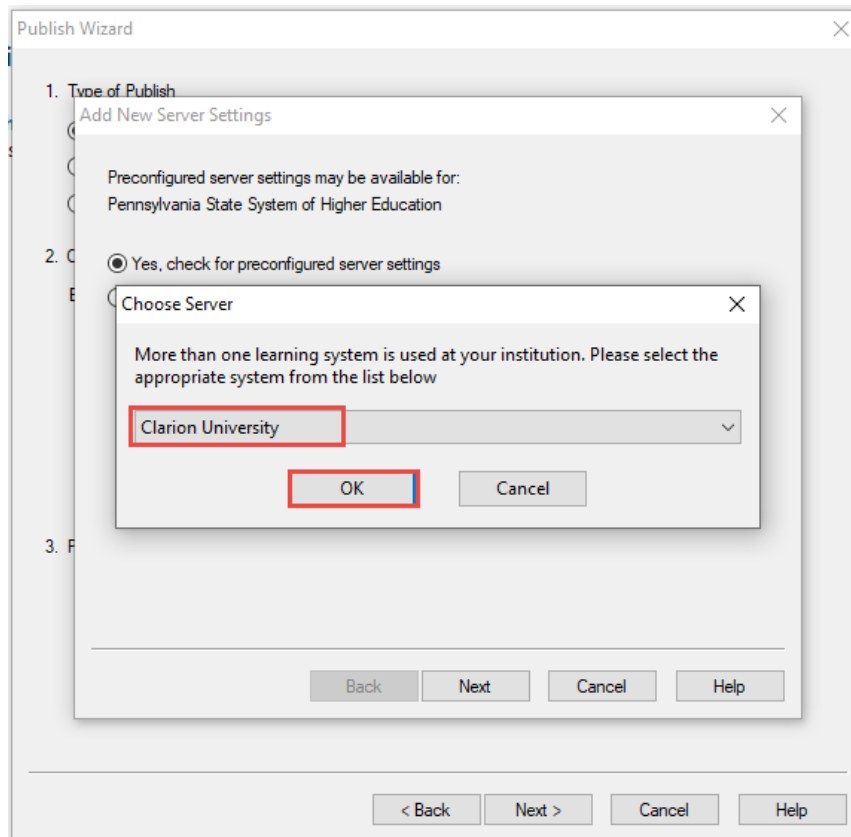 Publish Wizard
1. Type of Publish
Add New Server Settings
Preconfigured server settings may be available for:
Pennsylvania State System of Higher Education
2. C
Yes, check for preconfigured server settings
E
Choose Server
More than one learning system is used at your institution. Please select the
appropriate system from the list below
Clarion University
OK Cancel
3. F
Back Next Cancel Help
< Back Next > Cancel Help